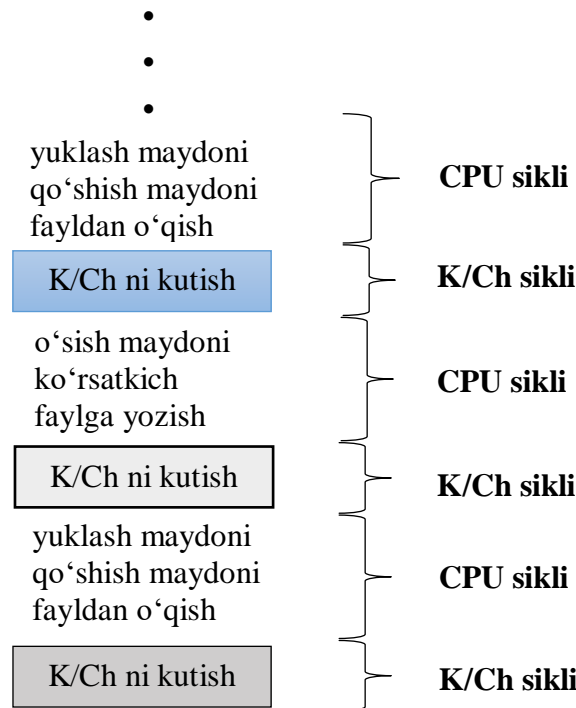 •
•
•
yuklash maydoni
qo‘shish maydoni
fayldan o‘qish
CPU sikli
K/Ch ni kutish
K/Ch sikli
o‘sish maydoni
ko‘rsatkich
faylga yozish
CPU sikli
K/Ch ni kutish
K/Ch sikli
yuklash maydoni
qo‘shish maydoni
fayldan o‘qish
CPU sikli
K/Ch ni kutish
K/Ch sikli